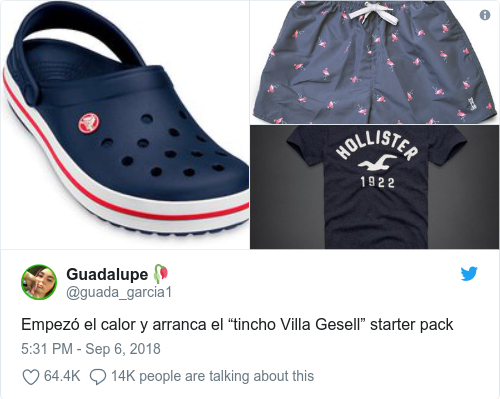 HOLLISTER
1922
Guadalupe🥀
@guada_garcia1
Empezó el calor y arranca el “tincho Villa Gesell” starter pack
5:31 PM - Sep 6, 2018
64.4K 14K people are talking about this